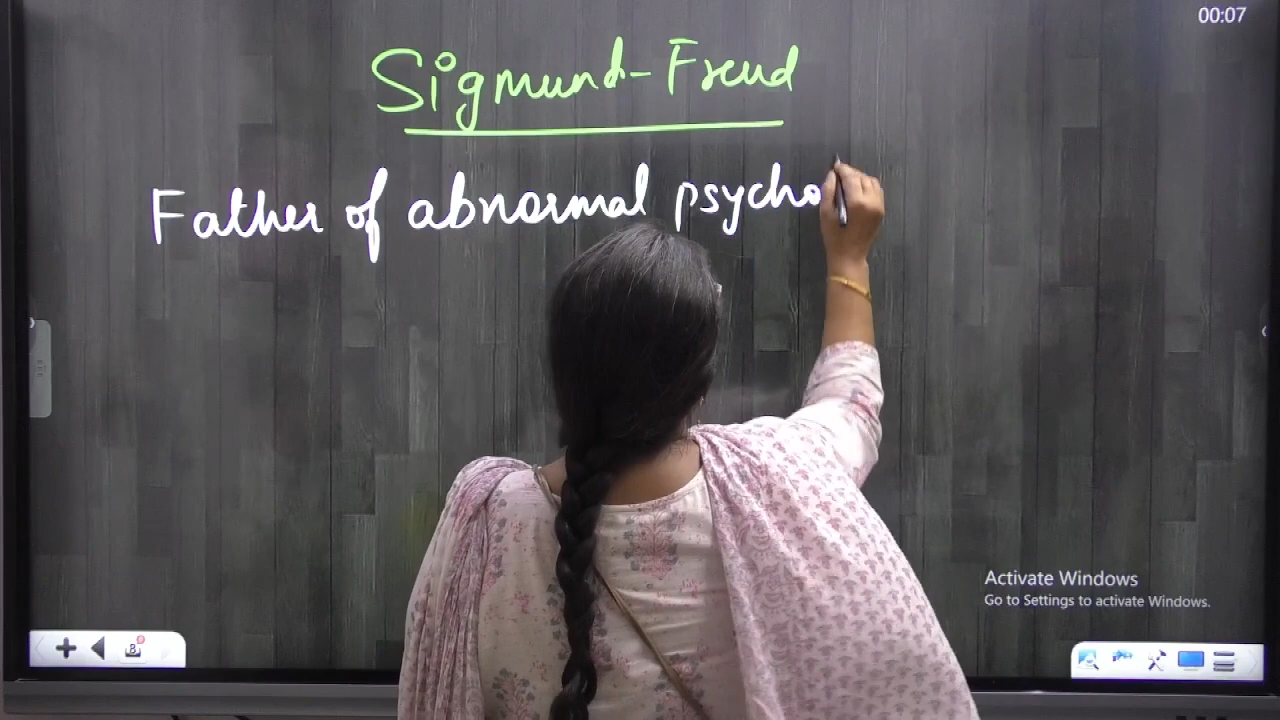 00:07
Sigmund-Freud
Father of abnormal psycho
Activate Windows
Go to Settings to activate Windows.